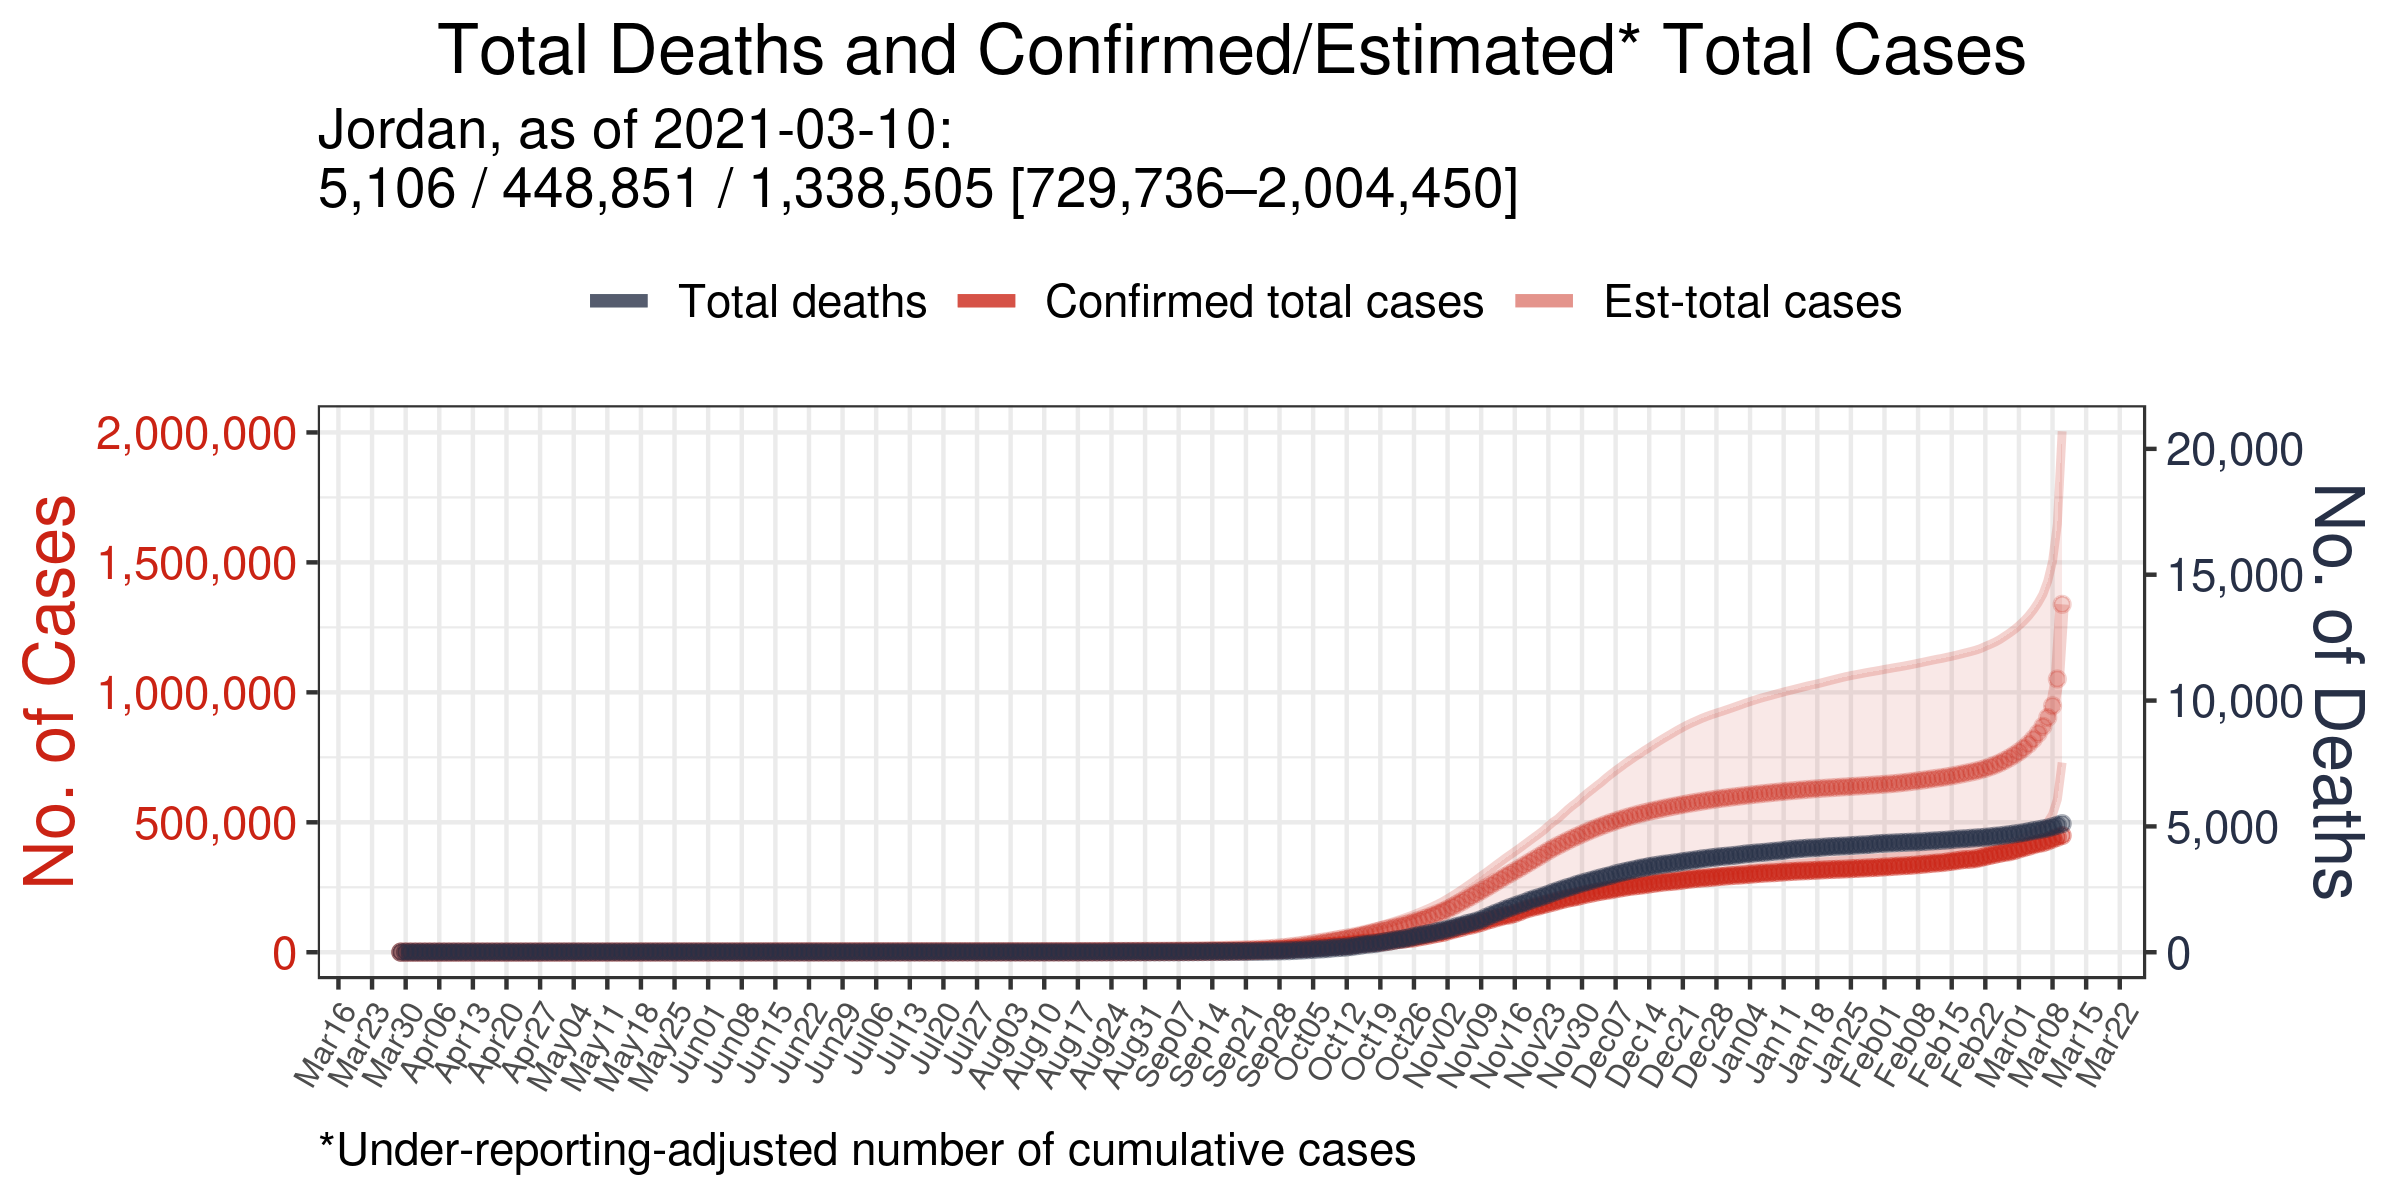 Total Deaths and Confirmed/Estimated* Total Cases
Jordan, as of 2021-03-10:
5,106 / 448,851 / 1,338,505 [729,736–2,004,450]
Total deaths
Confirmed total cases
Est-total cases
No. of Cases
2,000,000
1,500,000
1,000,000
500,000
0
20,000
15,000
10,000
5,000
0
No. of Deaths
Mar16
Mar23
Mar30
Apr06
Apr13
Apr20
Apr27
May04
May11
May18
May25
Jun01
Jun08
Jun15
Jun22
Jun29
Jul06
Jul13
Jul20
Jul27
Aug03
Aug10
Aug17
Aug24
Aug31
Sep07
Sep14
Sep21
Sep28
Oct05
Oct12
Oct19
Oct26
Nov02
Nov09
Nov16
Nov23
Nov30
Dec07
Dec14
Dec21
Dec28
Jan04
Jan11
Jan18
Jan25
Feb01
Feb08
Feb15
Feb22
Mar01
Mar08
Mar15
Mar22
*Under-reporting-adjusted number of cumulative cases